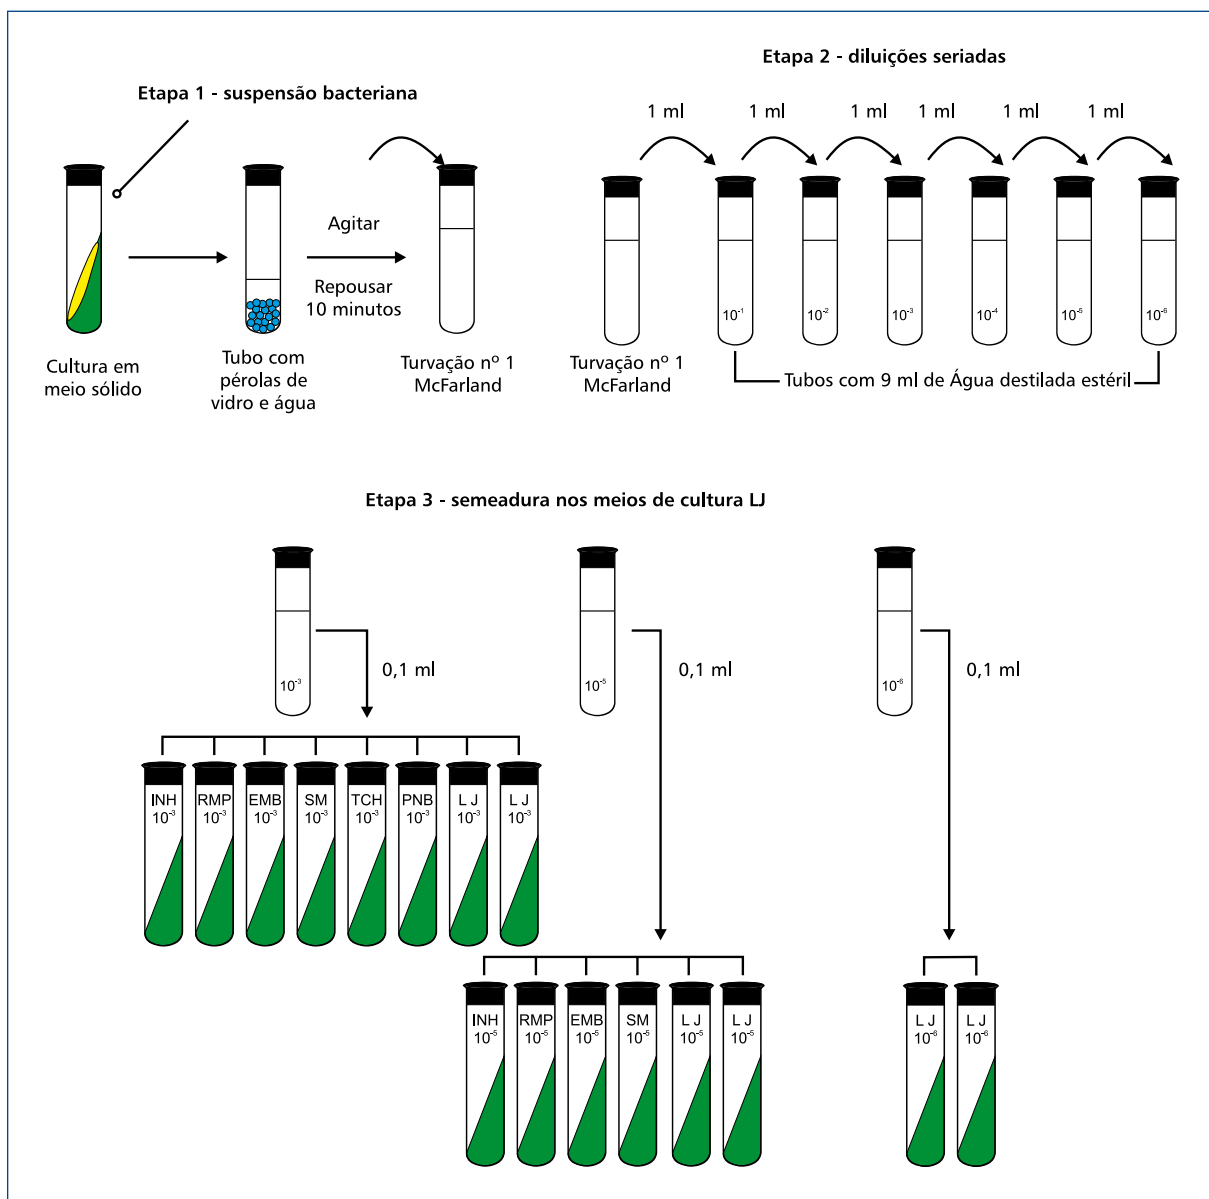 Etapa 1 - suspensão bacteriana
Agitar
Repousar
10 minutos
Cultura em
meio sólido
Tubo com
pérolas de
vidro e água
Turvação nº 1
McFarland
Etapa 2 - diluições seriadas
1 ml
1 ml
1 ml
1 ml
1 ml
1 ml
10⁻¹
10⁻²
10⁻³
10⁻⁴
10⁻⁵
10⁻⁶
Turvação nº 1
McFarland
Tubos com 9 ml de Água destilada estéril
Etapa 3 - semeadura nos meios de cultura LJ
10⁻³
0,1 ml
10⁻⁵
0,1 ml
10⁻⁶
0,1 ml
INH
10⁻³
RMP
10⁻³
EMB
10⁻³
SM
10⁻³
TCH
10⁻³
PNB
10⁻³
L J
10⁻³
L J
10⁻³
INH
10⁻⁵
RMP
10⁻⁵
EMB
10⁻⁵
SM
10⁻⁵
L J
10⁻⁵
L J
10⁻⁵
L J
10⁻⁶
L J
10⁻⁶